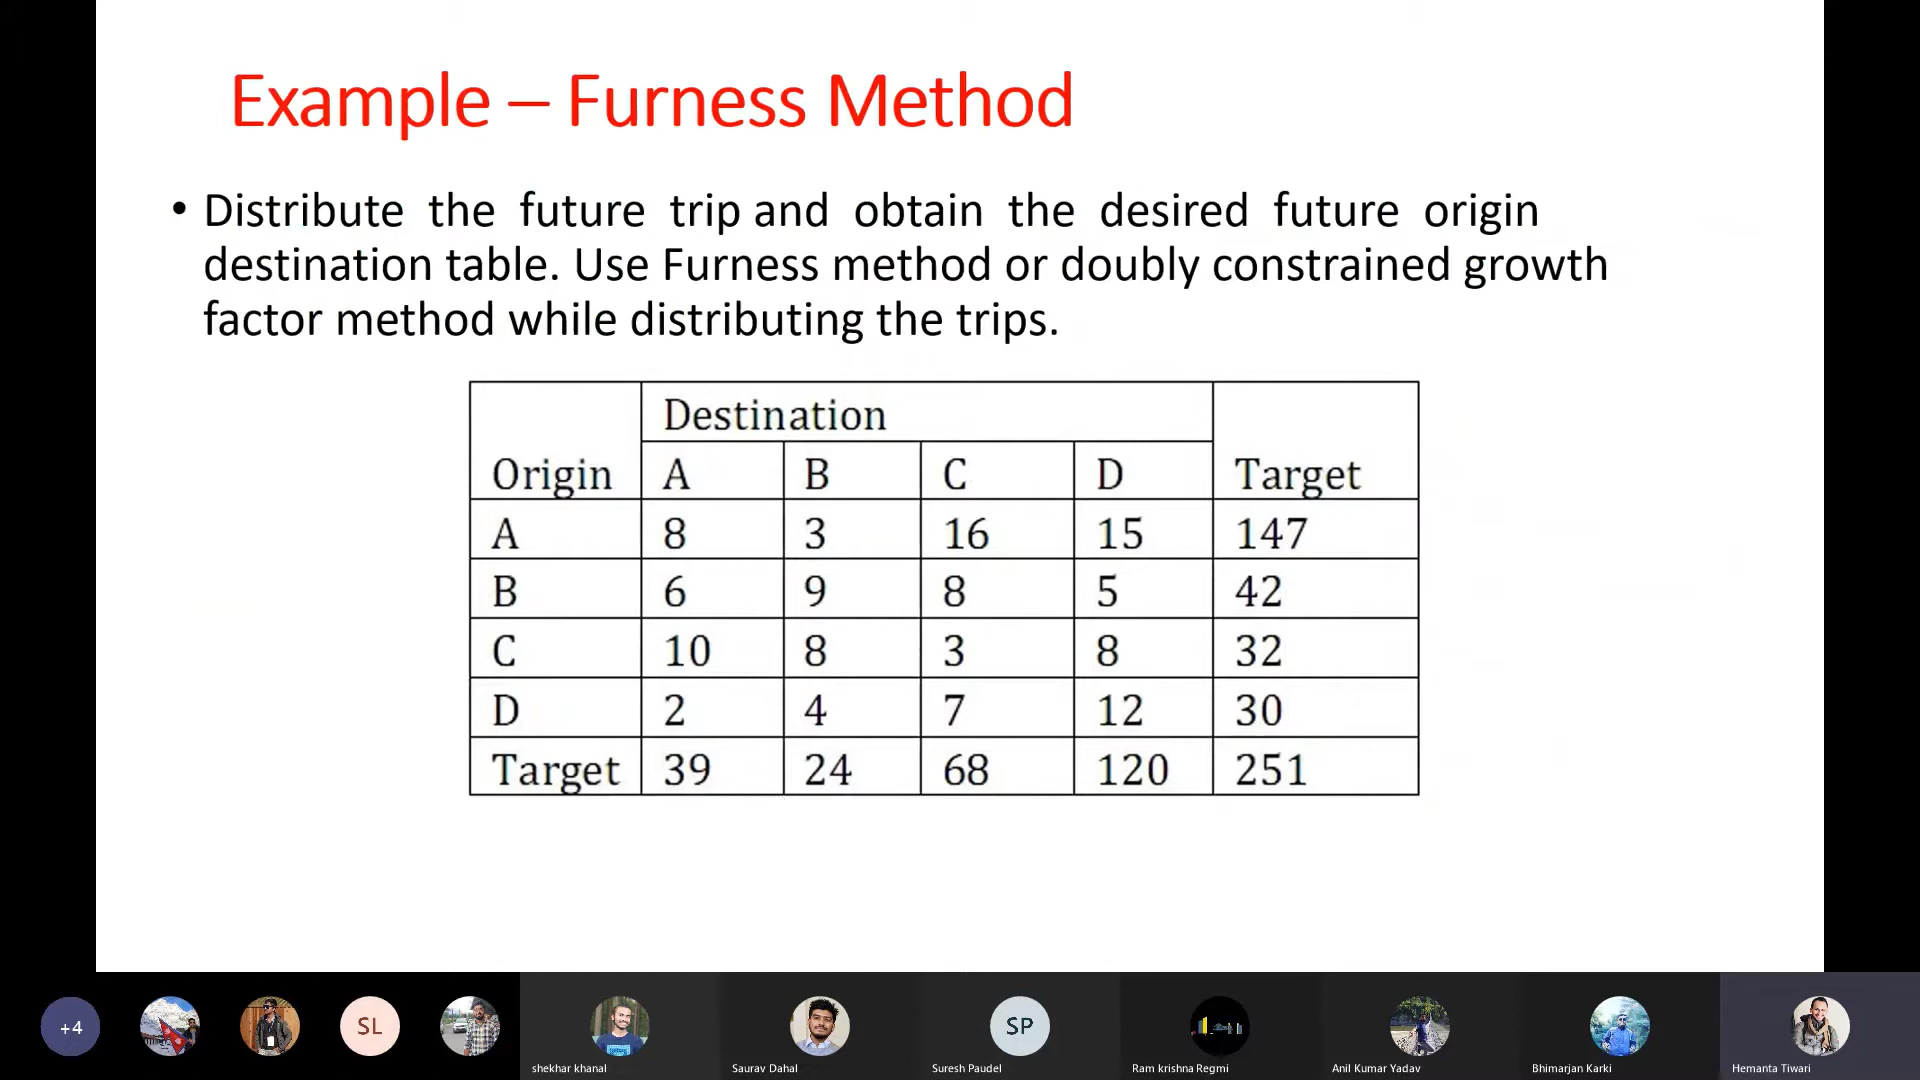 Example – Furness Method
• Distribute the future trip and obtain the desired future origin
destination table. Use Furness method or doubly constrained growth
factor method while distributing the trips.
Destination
Origin A B C D Target
A 8 3 16 15 147
B 6 9 8 5 42
C 10 8 3 8 32
D 2 4 7 12 30
Target 39 24 68 120 251
+4 SL SP
shekhar khanal Saurav Dahal Suresh Paudel Ram krishna Regmi Anil Kumar Yadav Bhimarjan Karki Hemanta Tiwari